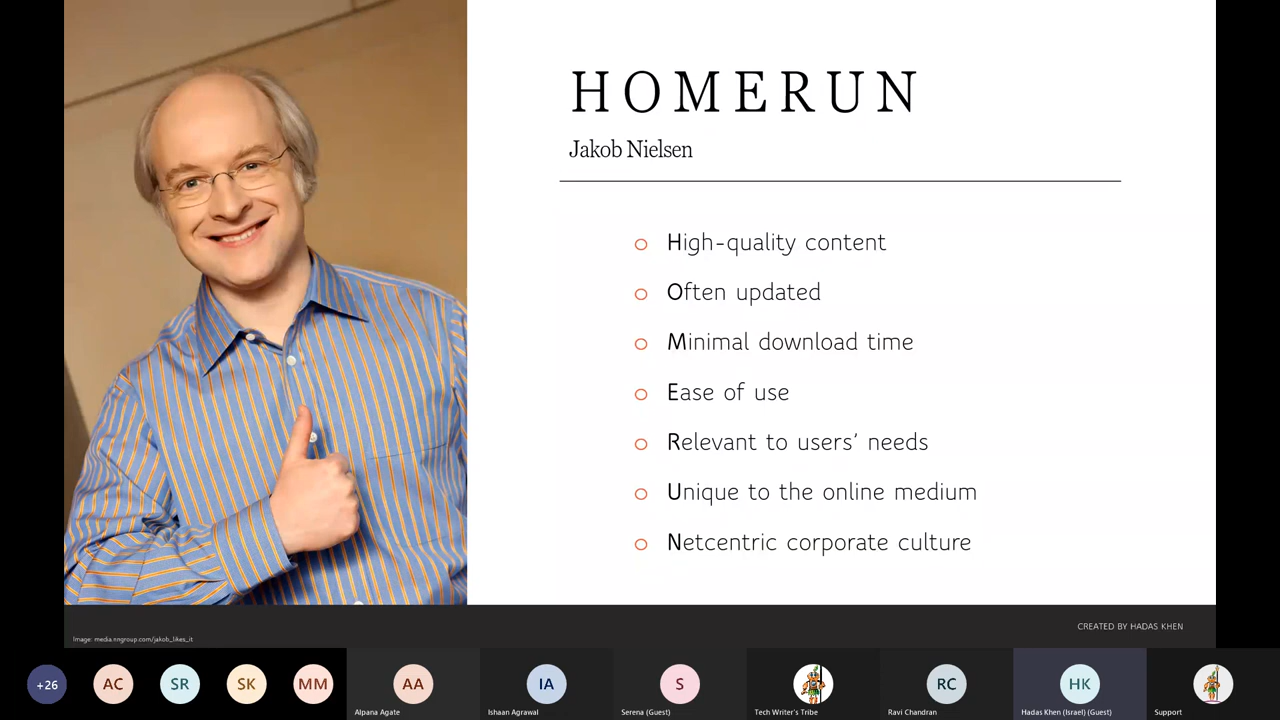 HOMERUN
Jakob Nielsen
o High-quality content
o Often updated
o Minimal download time
o Ease of use
o Relevant to users’ needs
o Unique to the online medium
o Netcentric corporate culture
Image: media.nngroup.com/jakob_likes_it
CREATED BY HADAS KHEN
+26
AC
SR
SK
MM
AA
IA
S
RC
HK
Alpana Agate
Ishaan Agrawal
Serena (Guest)
Tech Writer's Tribe
Ravi Chandran
Hadas Khen (Israel) (Guest)
Support